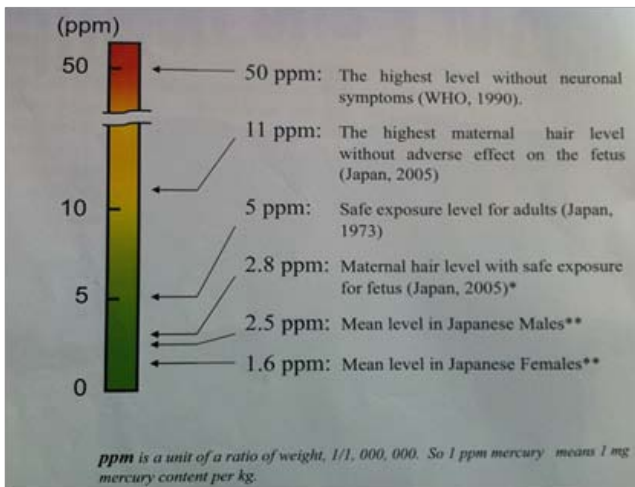 (ppm)
50
10
5
0
50 ppm: The highest level without neuronal
symptoms (WHO, 1990).
11 ppm: The highest maternal hair level
without adverse effect on the fetus
(Japan, 2005)
5 ppm: Safe exposure level for adults (Japan,
1973)
2.8 ppm: Maternal hair level with safe exposure
for fetus (Japan, 2005)*
2.5 ppm: Mean level in Japanese Males**
1.6 ppm: Mean level in Japanese Females**
ppm is a unit of a ratio of weight, 1/1, 000, 000. So 1 ppm mercury means 1 mg
mercury content per kg.